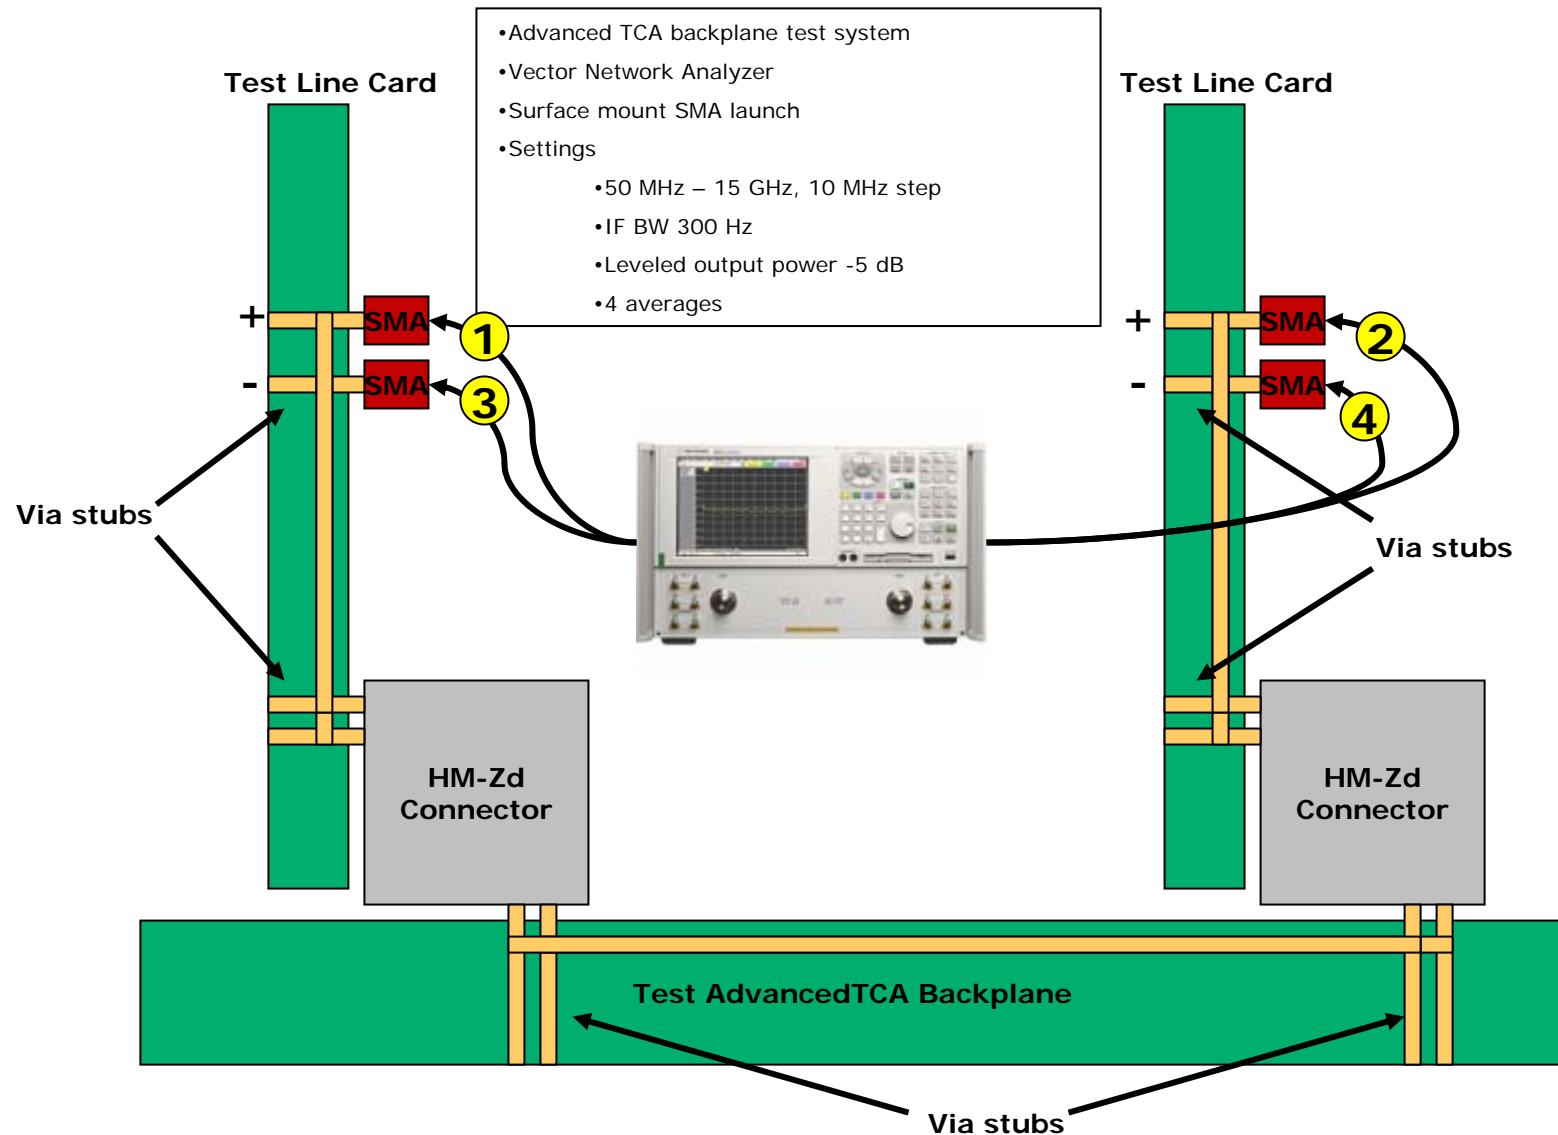 •Advanced TCA backplane test system
•Vector Network Analyzer
•Surface mount SMA launch
•Settings
•50 MHz – 15 GHz, 10 MHz step
•IF BW 300 Hz
•Leveled output power -5 dB
•4 averages
Test Line Card
Test Line Card
+
SMA
1
-
SMA
3
+
SMA
2
-
SMA
4
Via stubs
Via stubs
HM-Zd
Connector
HM-Zd
Connector
Test AdvancedTCA Backplane
Via stubs